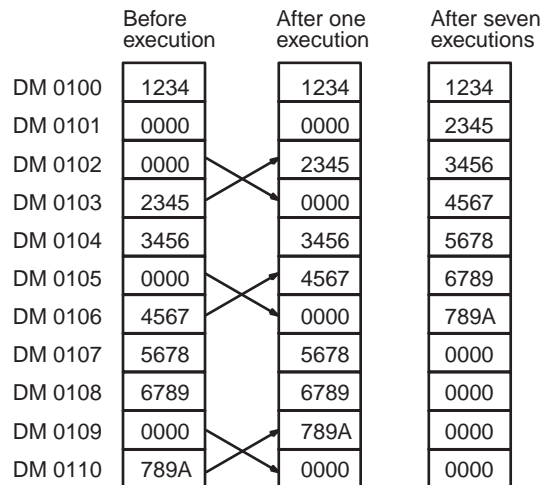 Before After one After seven
execution execution executions
DM 0100 1234 1234 1234
DM 0101 0000 0000 2345
DM 0102 0000 2345 3456
DM 0103 2345 0000 4567
DM 0104 3456 3456 5678
DM 0105 0000 4567 6789
DM 0106 4567 0000 789A
DM 0107 5678 5678 0000
DM 0108 6789 6789 0000
DM 0109 0000 789A 0000
DM 0110 789A 0000 0000